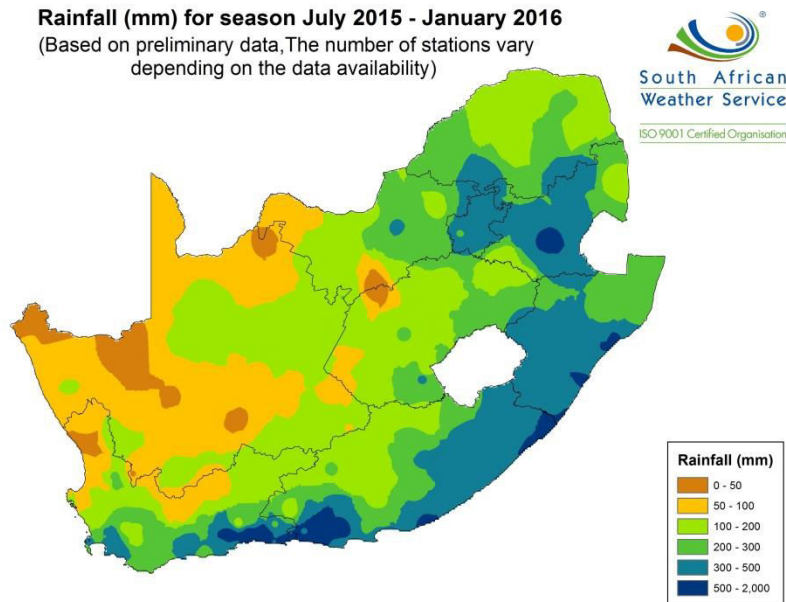 Rainfall (mm) for season July 2015 - January 2016
(Based on preliminary data,The number of stations vary
depending on the data availability)
®
South African
Weather Service
ISO 9001 Certified Organisation
Rainfall (mm)
0 - 50
50 - 100
100 - 200
200 - 300
300 - 500
500 - 2,000